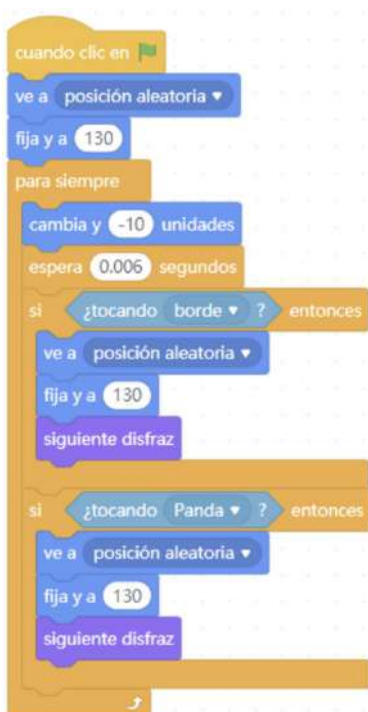 cuando clic en
ve a posición aleatoria
fija y a 130
para siempre
cambia y -10 unidades
espera 0.006 segundos
si ¿tocando borde ? entonces
ve a posición aleatoria
fija y a 130
siguiente disfraz
si ¿tocando Panda ? entonces
ve a posición aleatoria
fija y a 130
siguiente disfraz